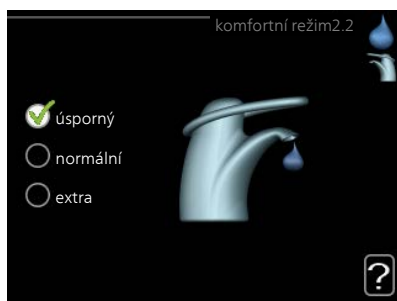 komfortní režim2.2
úsporný
normální
extra
?